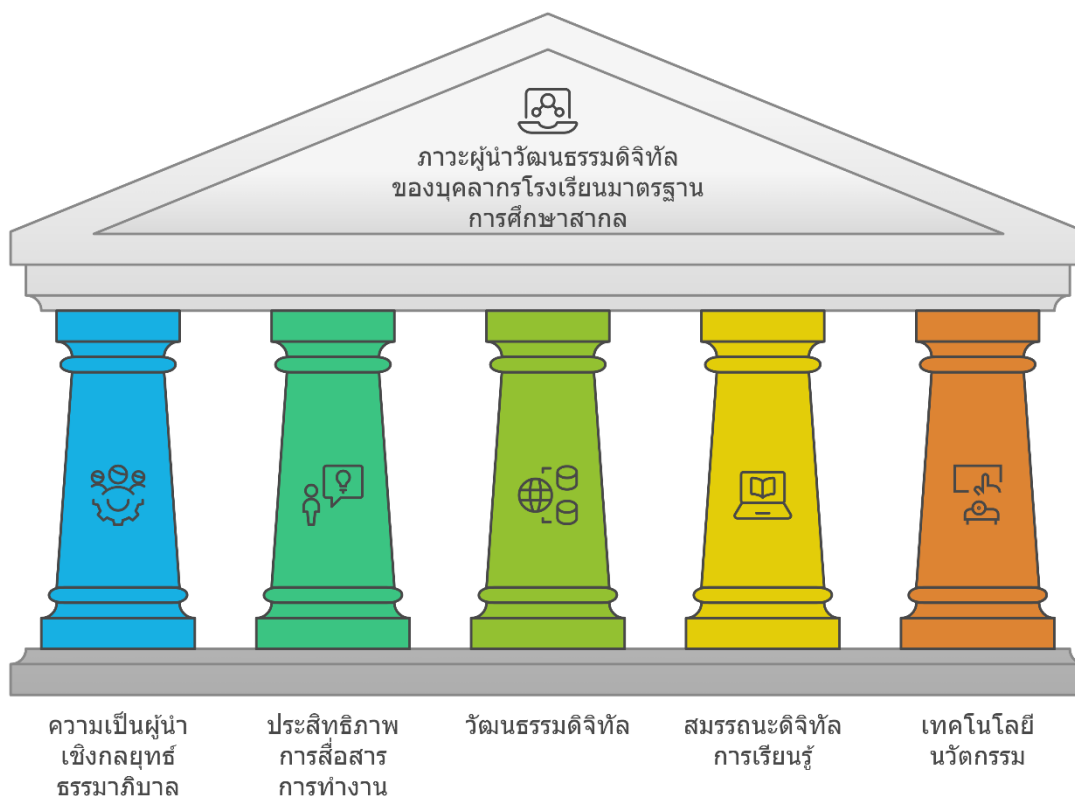 ภาวะผู้นำวัฒนธรรมดิจิทัล
ของบุคลากรโรงเรียนมาตรฐาน
การศึกษาสากล
ความเป็นผู้นำ
เชิงกลยุทธ์
ธรรมาภิบาล
ประสิทธิภาพ
การสื่อสาร
การทำงาน
วัฒนธรรมดิจิทัล
สมรรถนะดิจิทัล
การเรียนรู้
เทคโนโลยี
นวัตกรรม